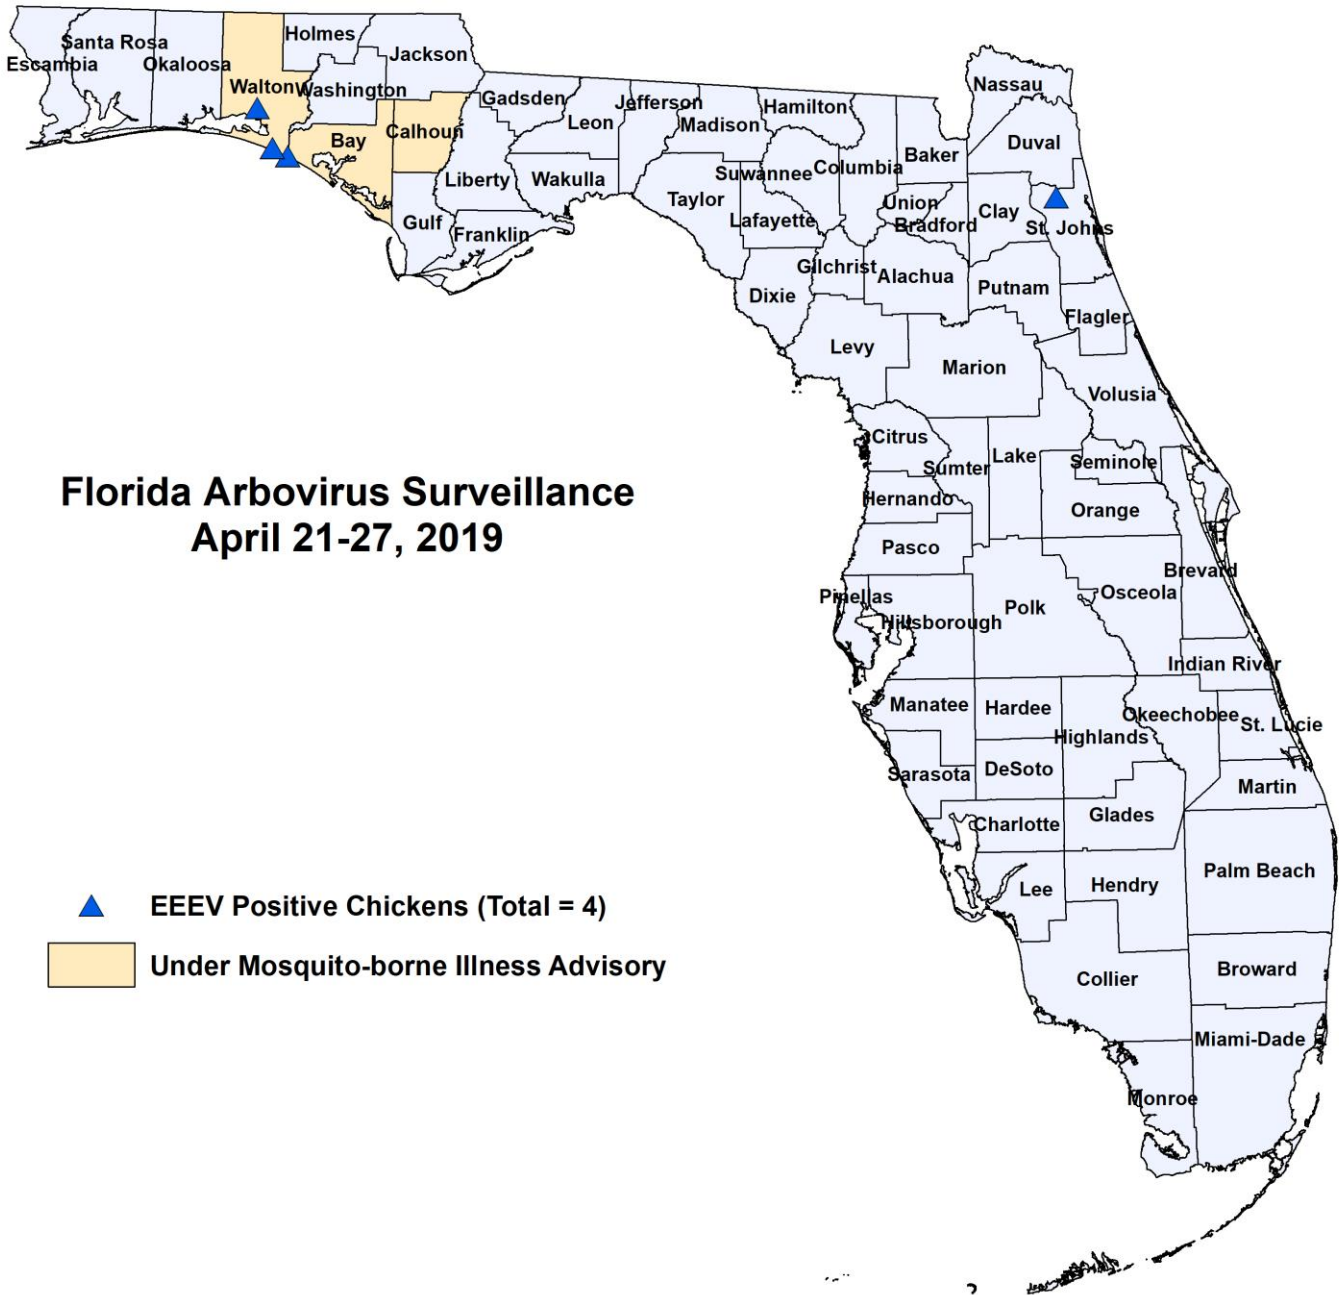 Holmes
Santa Rosa
Jackson
Escambia
Okaloosa
Walton
Washington
Nassau
Gadsden
Jefferson
Hamilton
Leon
Madison
Calhoun
Bay
Duval
Baker
Columbia
Suwannee
Liberty
Wakulla
Taylor
Union
Clay
Lafayette
Bradford
St. Johns
Gulf
Franklin
Gilchrist
Alachua
Dixie
Putnam
Flagler
Levy
Marion
Volusia
Citrus
Lake
Sumter
Seminole
Florida Arbovirus Surveillance
April 21-27, 2019
Hernando
Orange
Pasco
Brevard
Osceola
Pinellas
Polk
Hillsborough
Indian River
Manatee
Hardee
Okeechobee
St. Lucie
Highlands
Sarasota
DeSoto
Martin
Glades
Charlotte
Palm Beach
Lee
Hendry
EEEV Positive Chickens (Total = 4)
Under Mosquito-borne Illness Advisory
Broward
Collier
Miami-Dade
Monroe